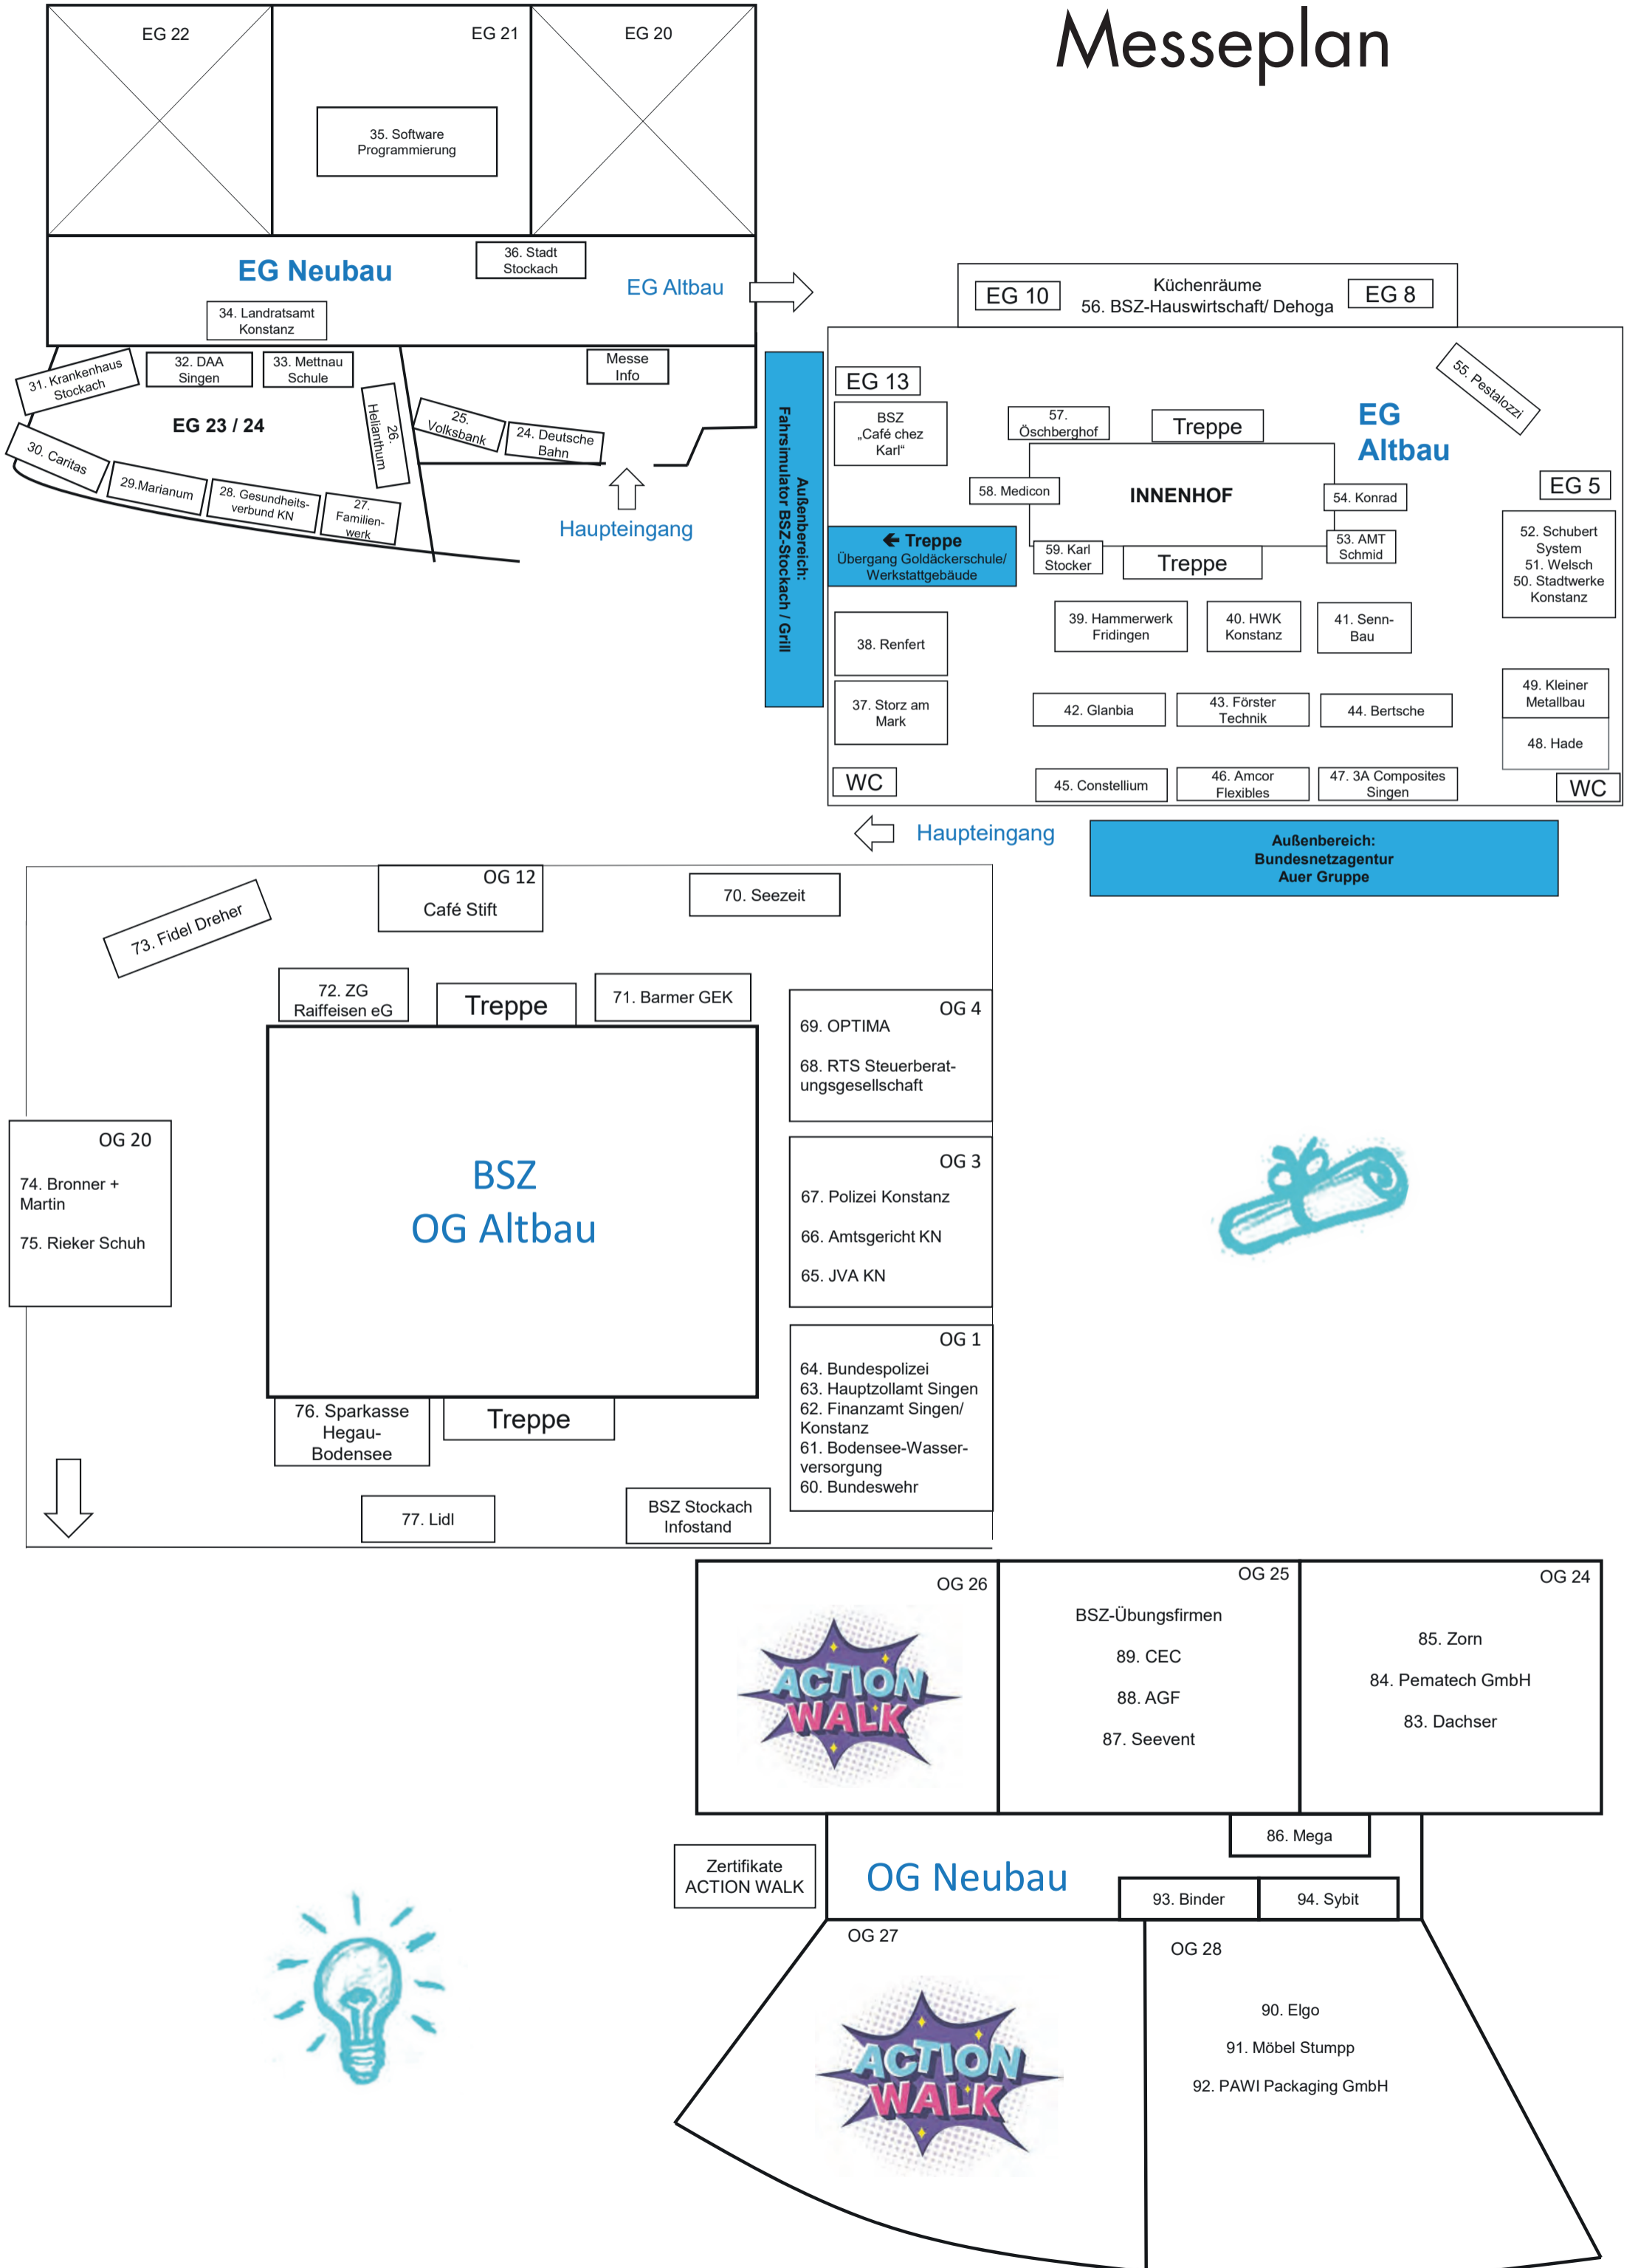 Messeplan
EG 22
EG 21
EG 20
35. Software
Programmierung
EG Neubau
36. Stadt
Stockach
EG Altbau
34. Landratsamt
Konstanz
31. Krankenhaus
Stockach
32. DAA
Singen
33. Mettnau
Schule
Messe
Info
EG 23 / 24
26.
Helianthum
25.
Volksbank
24. Deutsche
Bahn
30. Caritas
29.Marianum
28. Gesundheits-
verbund KN
27.
Familien-
werk
Haupteingang
Außenbereich:
Fahrsimulator BSZ-Stockach / Grill
EG 10
Küchenräume
56. BSZ-Hauswirtschaft/ Dehoga
EG 8
EG 13
BSZ
„Café chez
Karl“
57.
Öschberghof
Treppe
EG
Altbau
55. Pestalozzi
58. Medicon
INNENHOF
54. Konrad
EG 5
← Treppe
Übergang Goldäckerschule/
Werkstattgebäude
59. Karl
Stocker
Treppe
53. AMT
Schmid
52. Schubert
System
51. Welsch
50. Stadtwerke
Konstanz
38. Renfert
39. Hammerwerk
Fridingen
40. HWK
Konstanz
41. Senn-
Bau
37. Storz am
Mark
42. Glanbia
43. Förster
Technik
44. Bertsche
49. Kleiner
Metallbau
48. Hade
WC
45. Constellium
46. Amcor
Flexibles
47. 3A Composites
Singen
WC
Haupteingang
Außenbereich:
Bundesnetzagentur
Auer Gruppe
73. Fidel Dreher
OG 12
Café Stift
70. Seezeit
72. ZG
Raiffeisen eG
Treppe
71. Barmer GEK
OG 4
69. OPTIMA
68. RTS Steuerberat-
ungsgesellschaft
OG 20
74. Bronner +
Martin
75. Rieker Schuh
BSZ
OG Altbau
OG 3
67. Polizei Konstanz
66. Amtsgericht KN
65. JVA KN
OG 1
64. Bundespolizei
63. Hauptzollamt Singen
62. Finanzamt Singen/
Konstanz
61. Bodensee-Wasser-
versorgung
60. Bundeswehr
76. Sparkasse
Hegau-
Bodensee
Treppe
77. Lidl
BSZ Stockach
Infostand
OG 26
ACTION
WALK
OG 25
BSZ-Übungsfirmen
89. CEC
88. AGF
87. Seevent
OG 24
85. Zorn
84. Pematech GmbH
83. Dachser
86. Mega
Zertifikate
ACTION WALK
OG Neubau
93. Binder
94. Sybit
OG 27
ACTION
WALK
OG 28
90. Elgo
91. Möbel Stumpp
92. PAWI Packaging GmbH